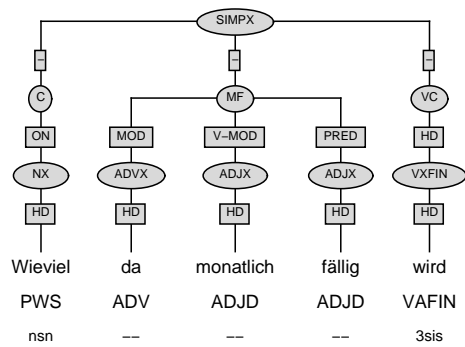 SIMPX
– – –
C MF VC
ON MOD V–MOD PRED HD
NX ADVX ADJX ADJX VXFIN
HD HD HD HD HD
Wieviel da monatlich fällig wird
PWS ADV ADJD ADJD VAFIN
nsn –– –– –– 3sis